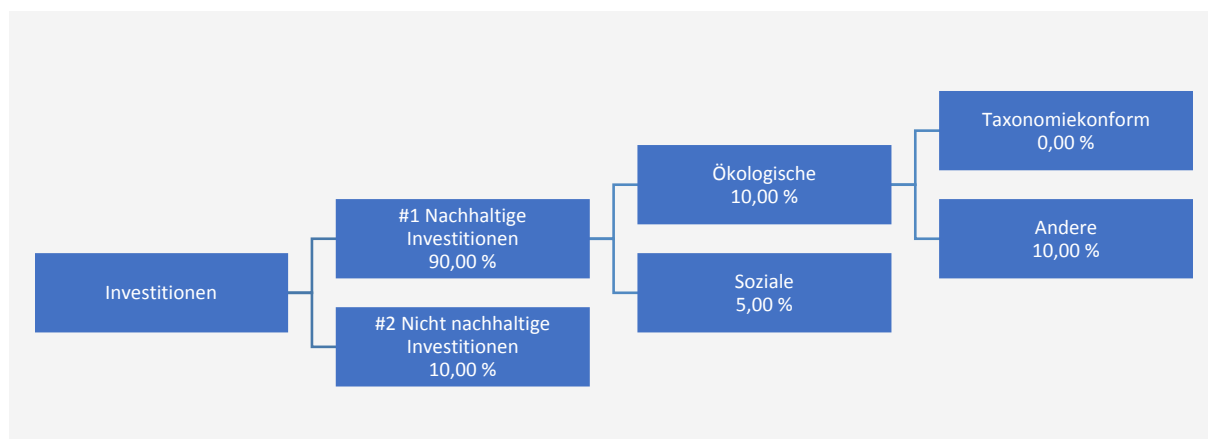 Investitionen
#1 Nachhaltige
Investitionen
90,00 %
#2 Nicht nachhaltige
Investitionen
10,00 %
Ökologische
10,00 %
Soziale
5,00 %
Taxonomiekonform
0,00 %
Andere
10,00 %